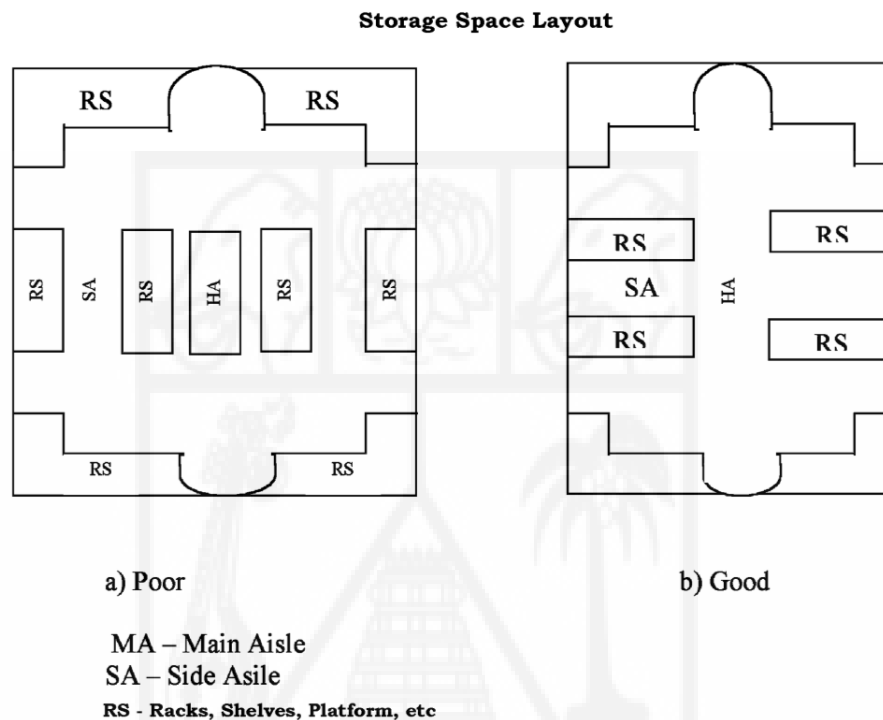 Storage Space Layout
RS RS
RS SA RS HA RS RS
RS RS
RS RS
SA HA
RS RS
a) Poor
b) Good
MA – Main Aisle
SA – Side Asile
RS - Racks, Shelves, Platform, etc